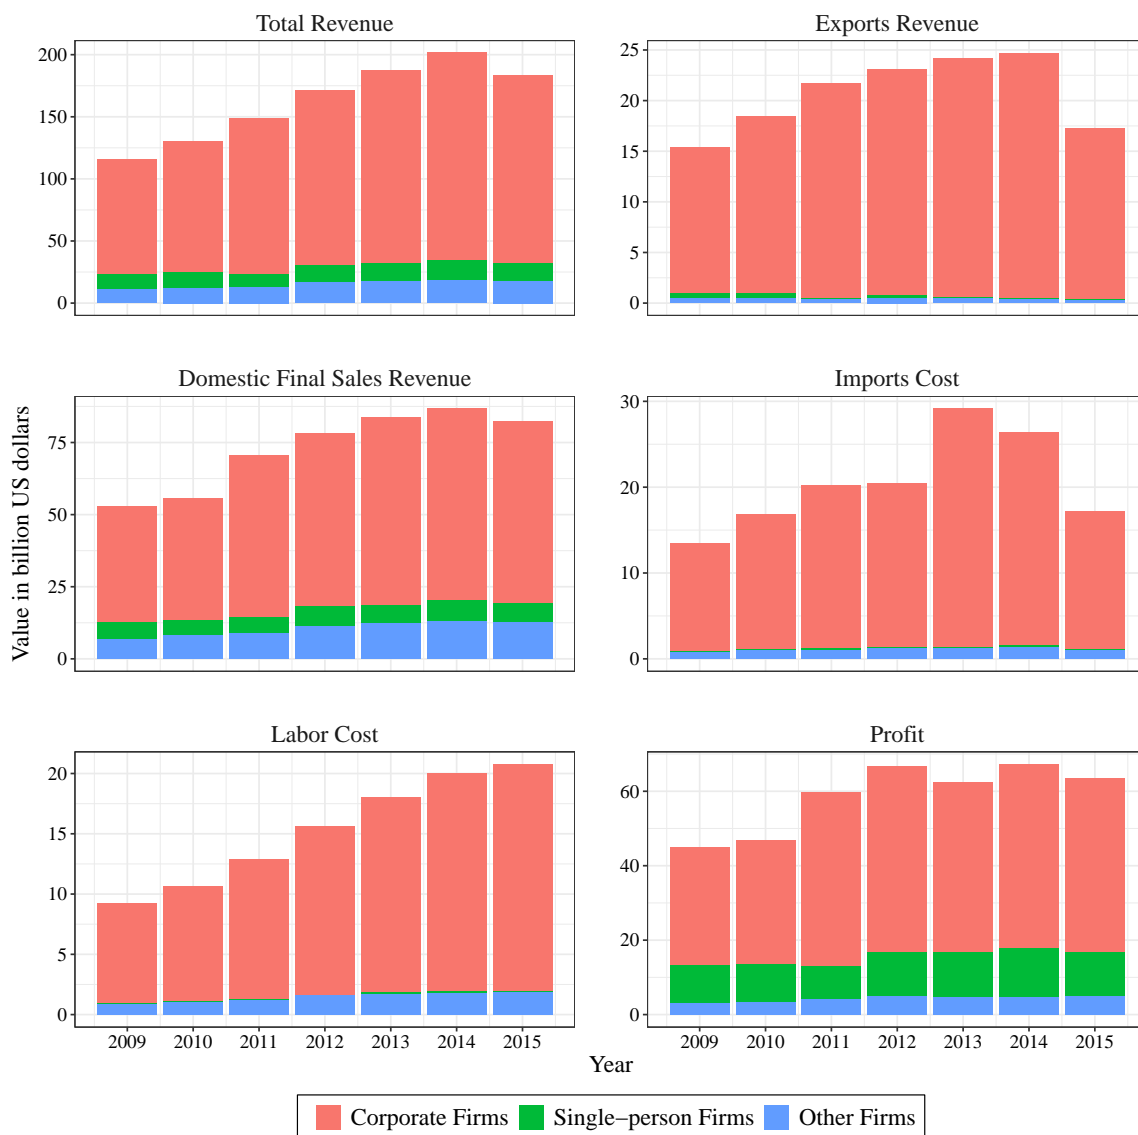 Total Revenue
200
150
100
50
0
Exports Revenue
25
20
15
10
5
0
Domestic Final Sales Revenue
75
50
25
0
Imports Cost
30
20
10
0
Value in billion US dollars
Labor Cost
20
15
10
5
0
2009 2010 2011 2012 2013 2014 2015
Profit
60
40
20
0
2009 2010 2011 2012 2013 2014 2015
Year
Corporate Firms Single−person Firms Other Firms